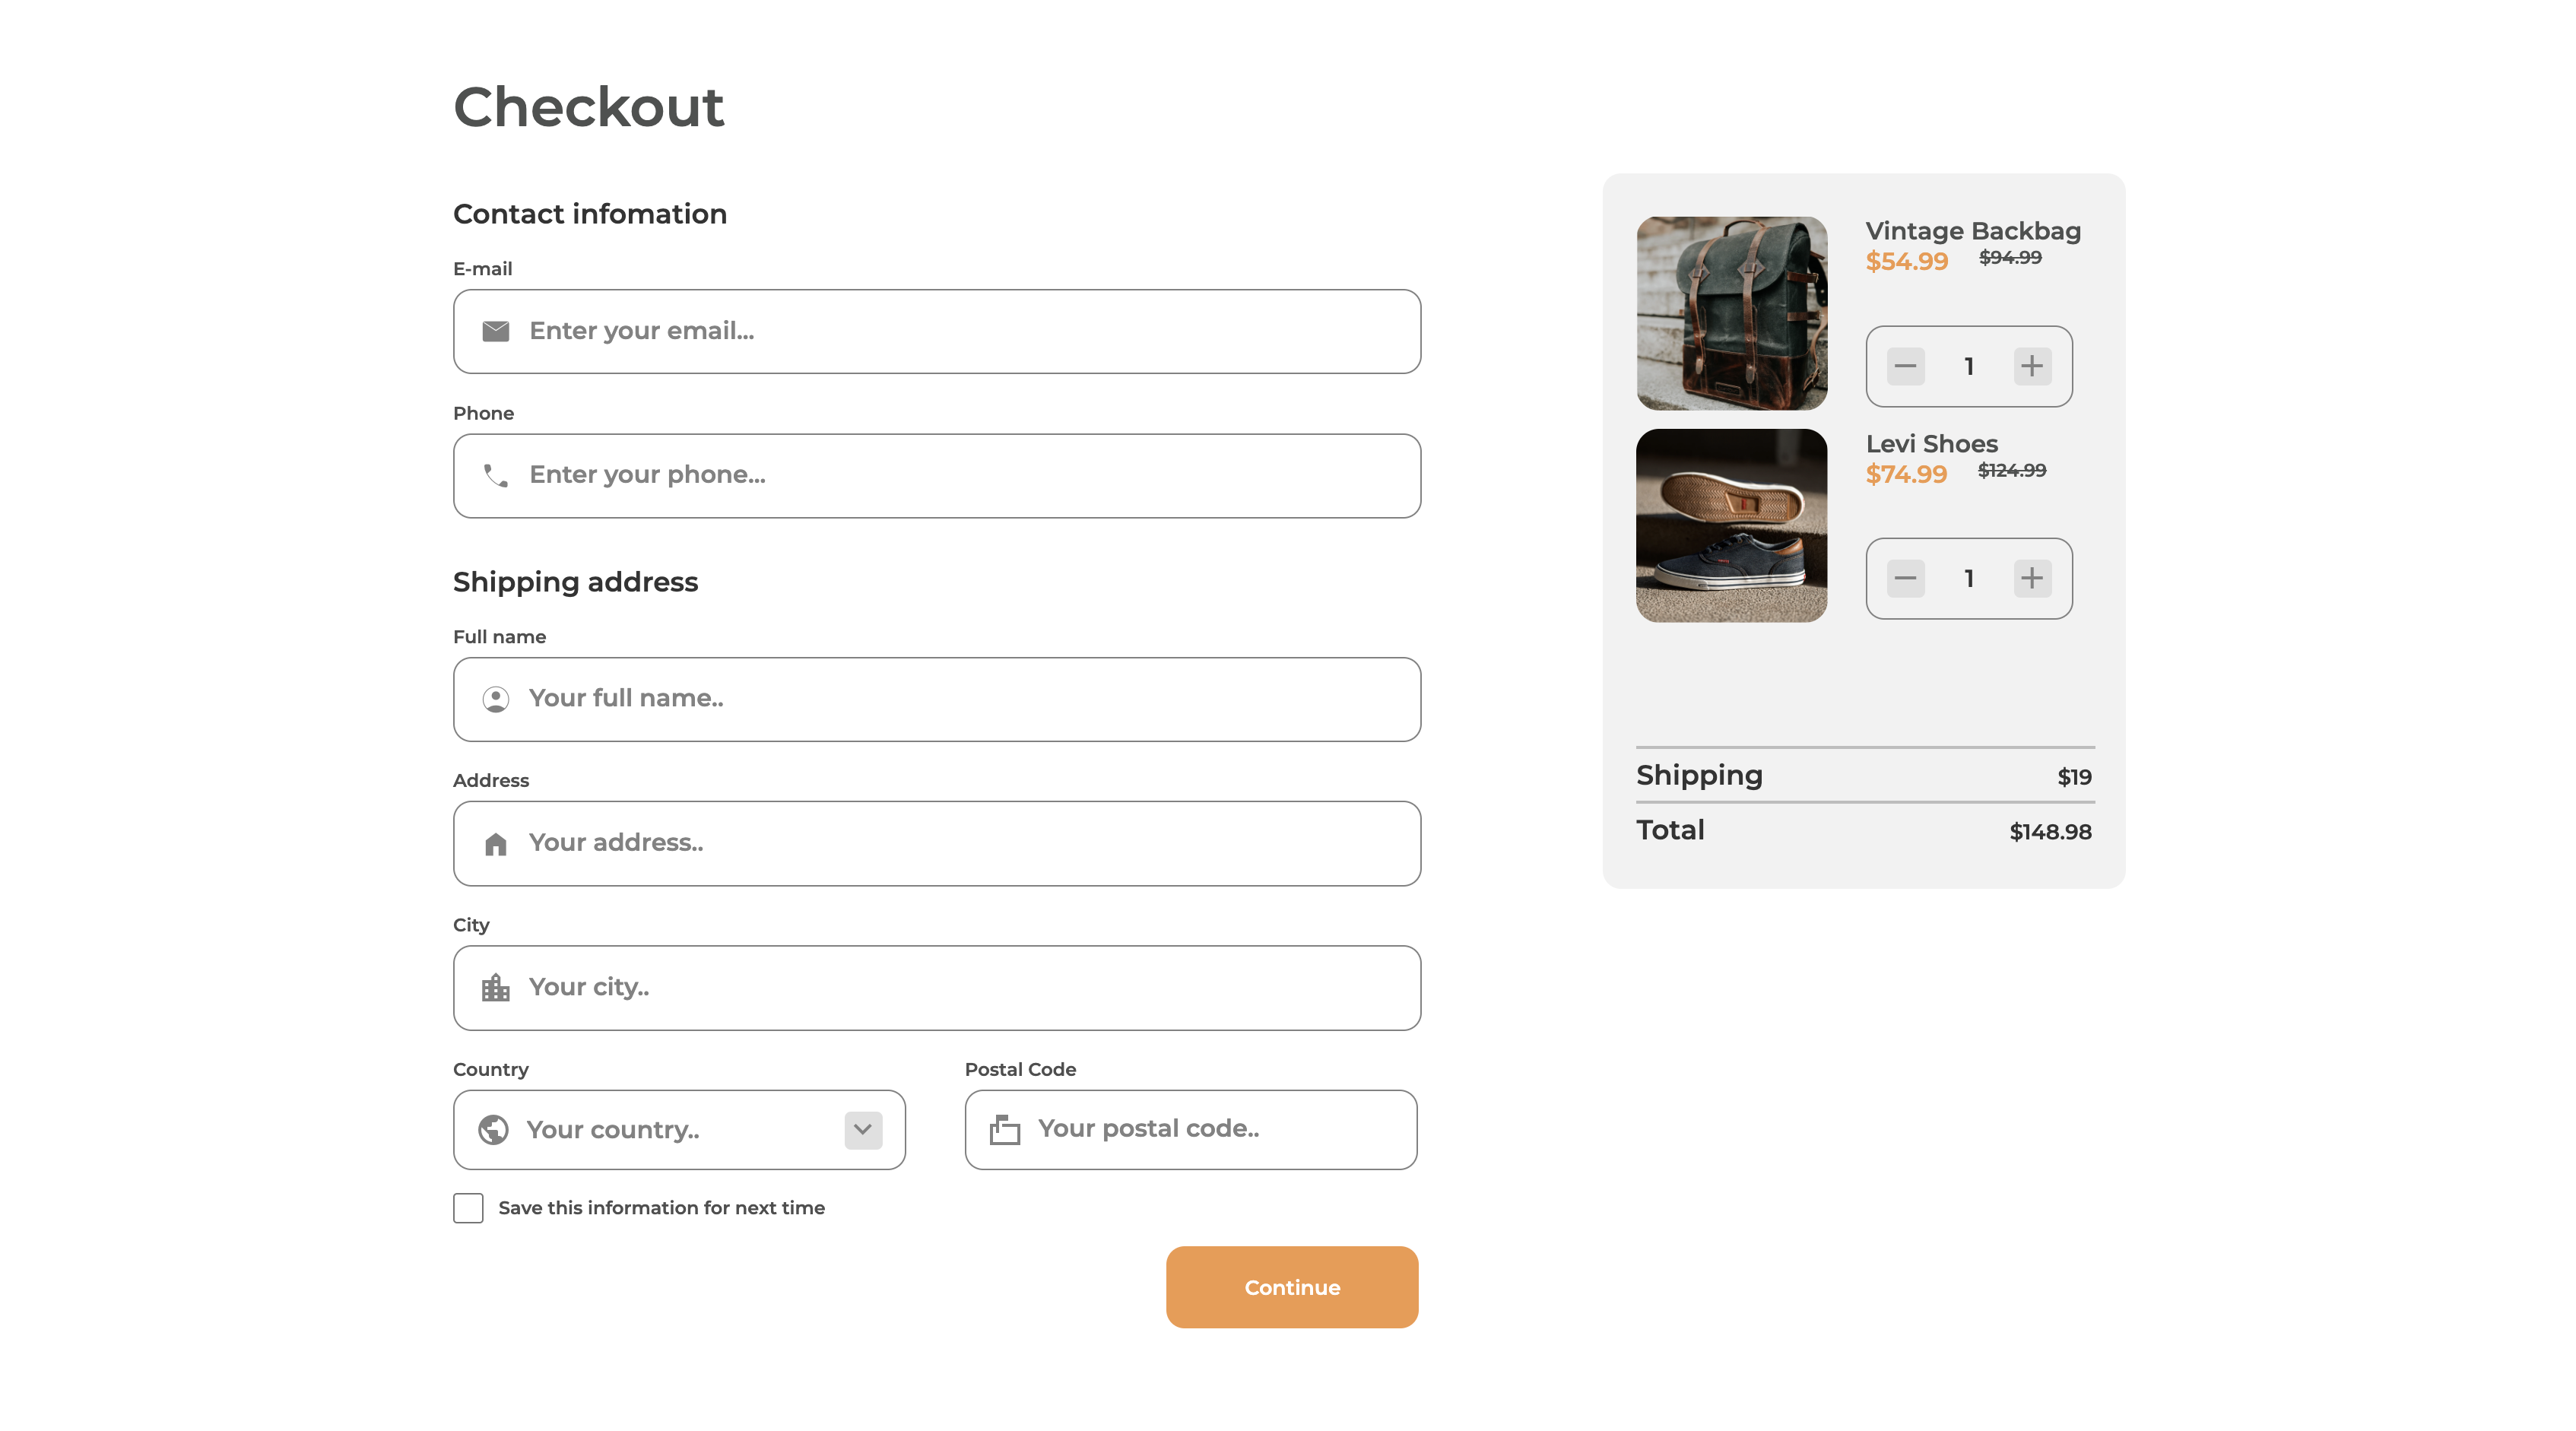 Checkout
Contact infomation
E-mail
Enter your email...
Phone
Enter your phone...
Shipping address
Full name
Your full name..
Address
Your address..
City
Your city..
Country
Your country..
Postal Code
Your postal code..
Save this information for next time
Continue
Vintage Backbag
$54.99 $94.99
1
Levi Shoes
$74.99 $124.99
1
Shipping $19
Total $148.98